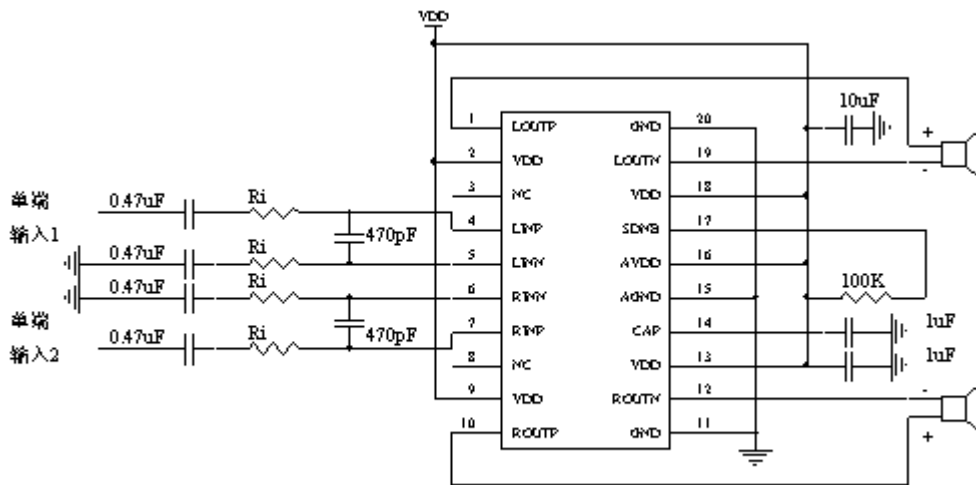 VDD
10uF
+
-
1 LOUTP GND 20
2 VDD LOUTN 19
3 NC VDD 18
4 LINP SDNB 17
5 LINN AVDD 16
6 RINN AGND 15
7 RINP CAP 14
8 NC VDD 13
9 VDD ROUTN 12
10 ROUTP GND 11
单端
输入1
0.47uF Ri
470pF
0.47uF Ri
0.47uF Ri
单端
输入2
0.47uF Ri
470pF
100K
1uF
1uF
-
+